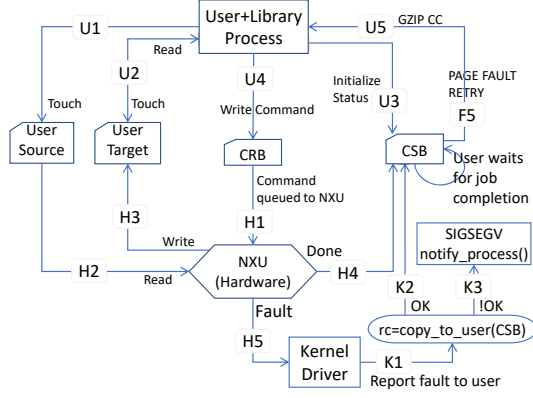 U1
User+Library
Process
U5
GZIP CC
Read
U2
U4
Initialize
Status
PAGE FAULT
RETRY
Touch
Touch
Write Command
U3
F5
User
Source
User
Target
CRB
CSB
User waits
for job
completion
Command
queued to NXU
H3
H1
Write
Done
SIGSEGV
notify_process()
H2
Read
NXU
(Hardware)
H4
K2
K3
OK
!OK
Fault
rc=copy_to_user(CSB)
H5
Kernel
Driver
K1
Report fault to user